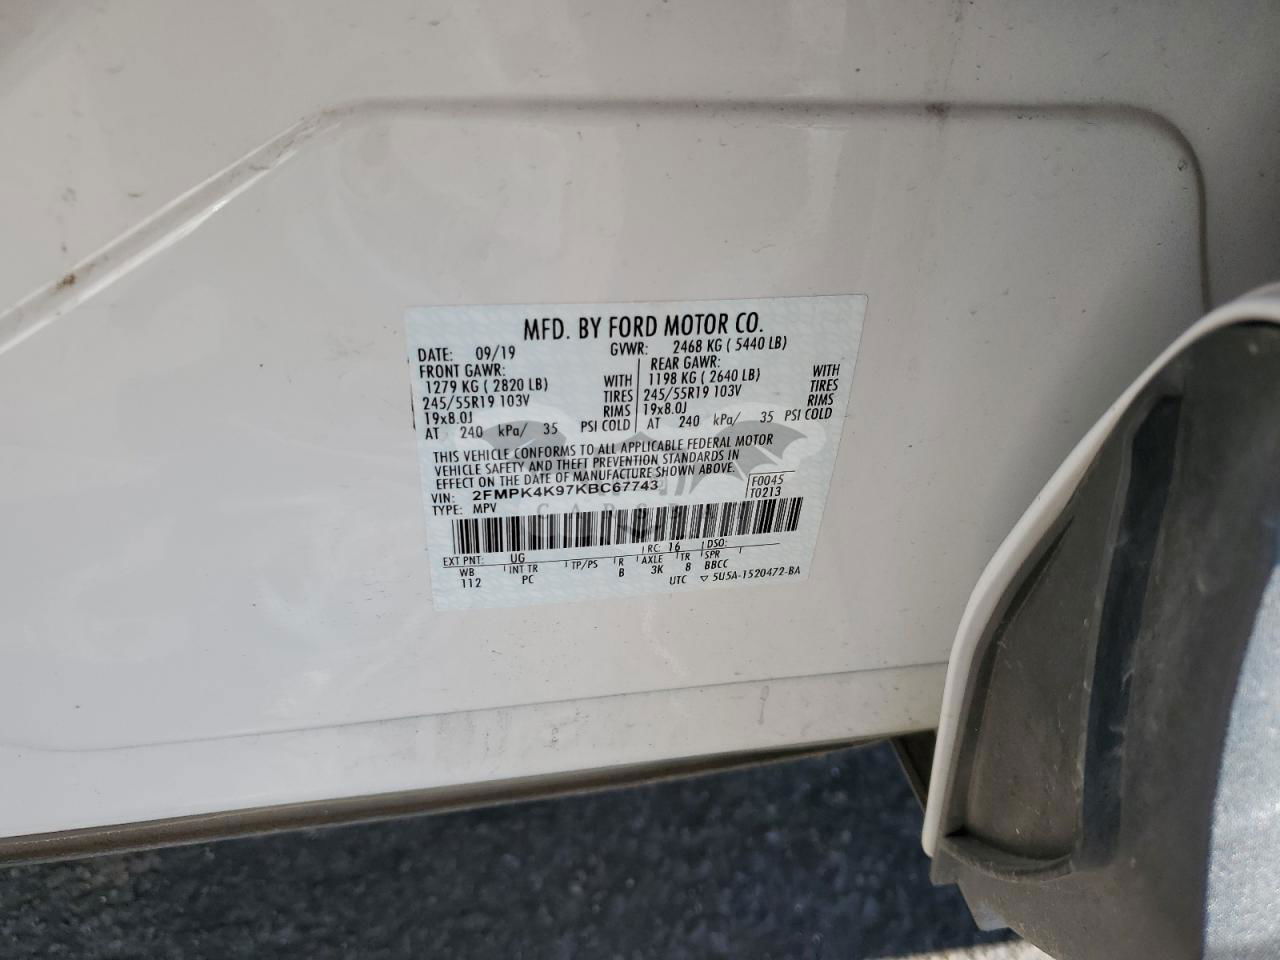 MFD. BY FORD MOTOR CO.
DATE: 09/19 GVWR: 2468 KG ( 5440 LB)
FRONT GAWR: REAR GAWR:
1279 KG ( 2820 LB) WITH 1198 KG ( 2640 LB) WITH
245/55R19 103V TIRES 245/55R19 103V TIRES
19x8.0J RIMS 19x8.0J RIMS
AT 240 kPa/ 35 PSI COLD AT 240 kPa/ 35 PSI COLD
THIS VEHICLE CONFORMS TO ALL APPLICABLE FEDERAL MOTOR
VEHICLE SAFETY AND THEFT PREVENTION STANDARDS IN
EFFECT ON THE DATE OF MANUFACTURE SHOWN ABOVE.
VIN: 2FMPK4K97KBC67743 F0045
TYPE: MPV T0213
EXT PNT: UG RC: 16 DSO:
WB INT TR TP/PS R AXLE TR SPR
112 PC B 3K 8 BBCC
UTC ▽ 5U5A-1520472-BA